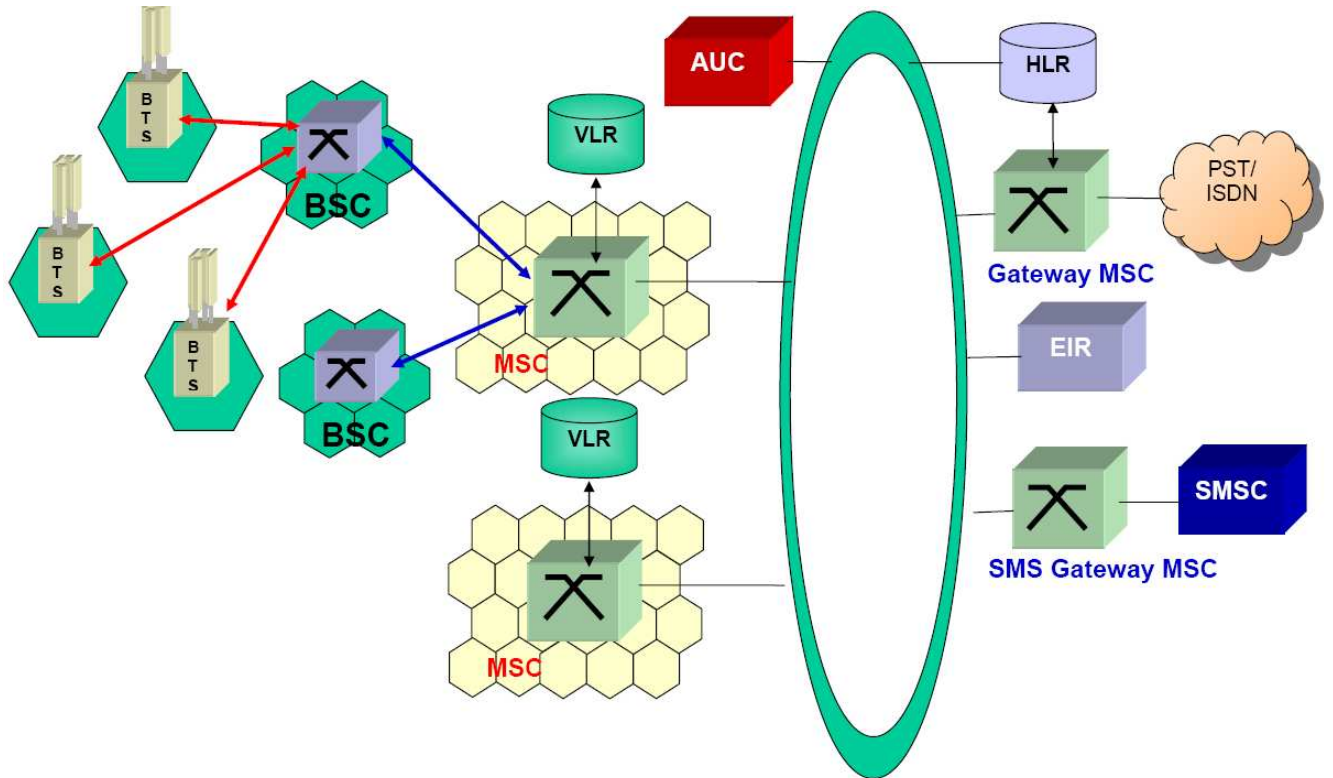 B
T
S
B
T
S
B
T
S
BSC
BSC
VLR
MSC
VLR
MSC
AUC
HLR
PST/
ISDN
Gateway MSC
EIR
SMSC
SMS Gateway MSC